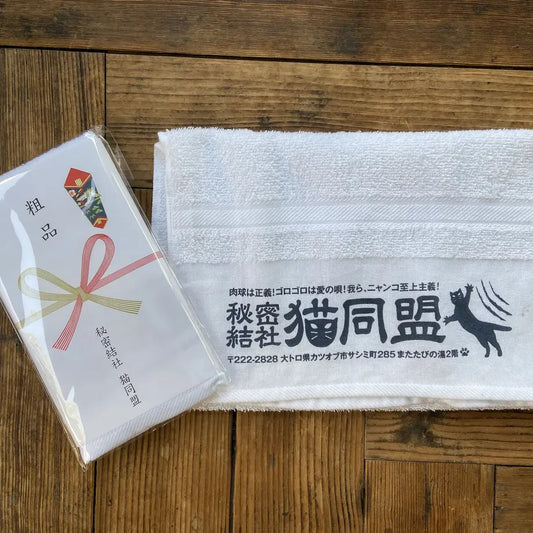 粗品
秘密結社 猫同盟
肉球は正義!ゴロゴロは愛の唄!我ら、ニャンコ至上主義!
秘密結社 猫同盟
〒222-2828 大トロ県カツオブ市サシミ町285 またたびの湯2階